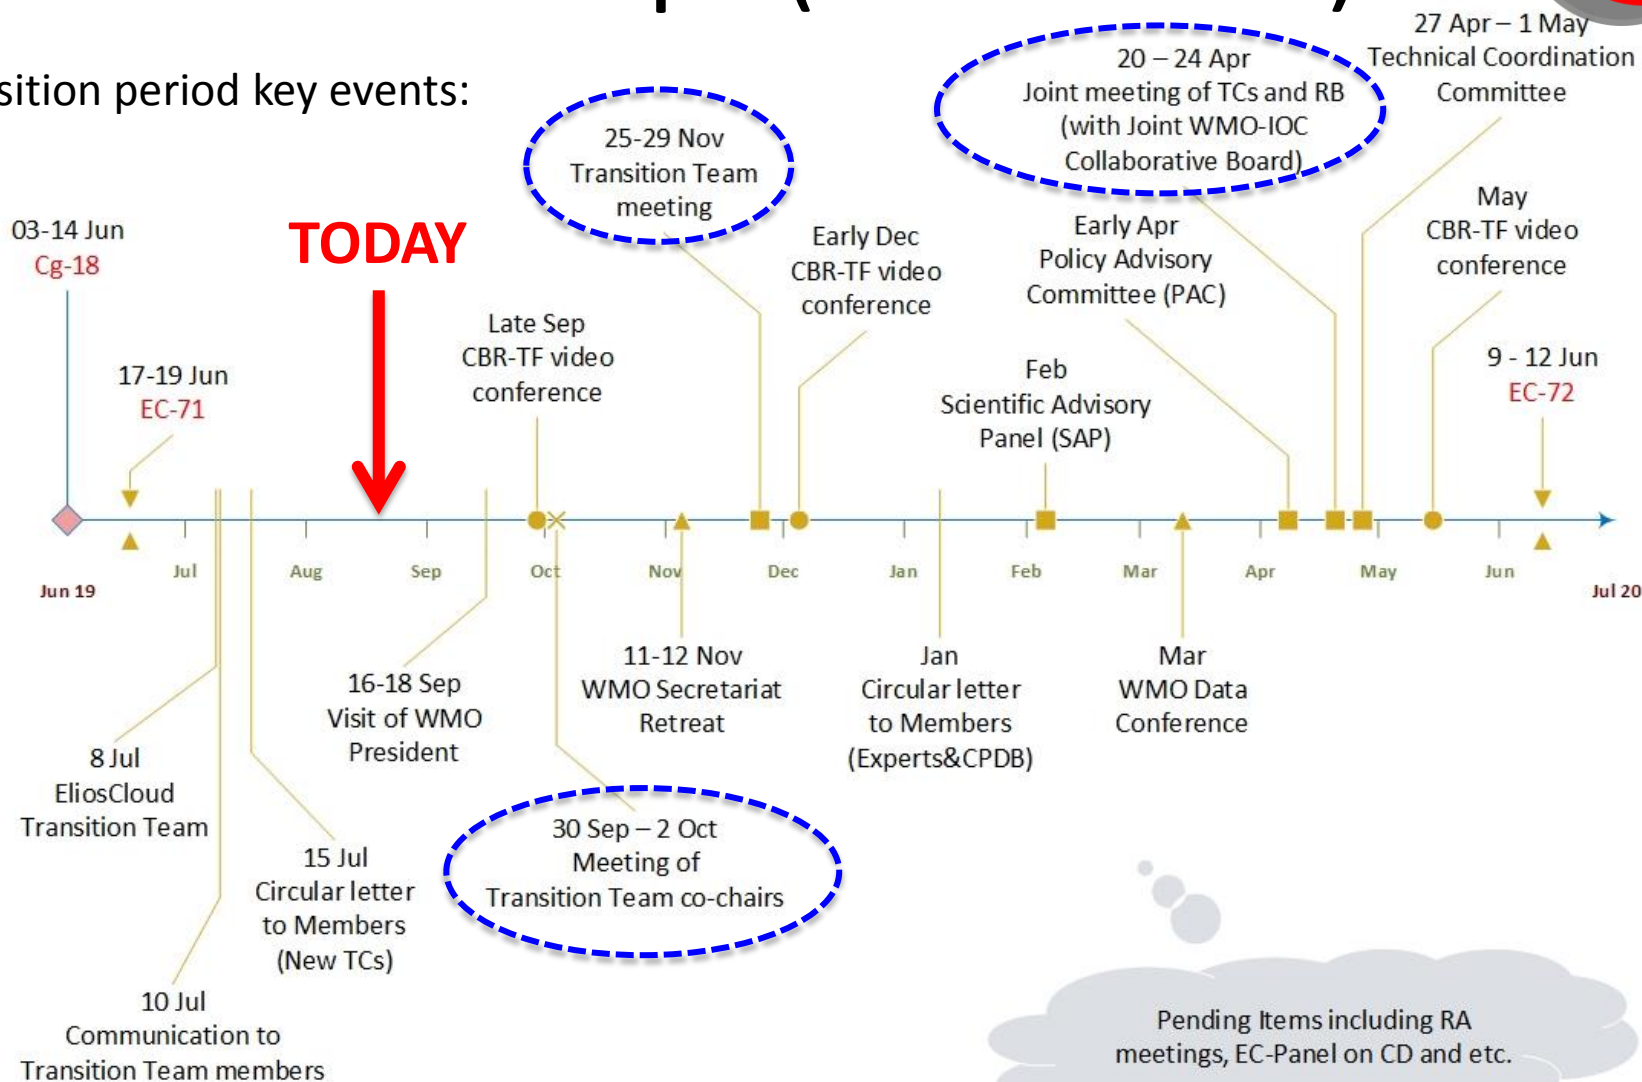 sition period key events:
27 Apr – 1 May
Technical Coordination
Committee
20 – 24 Apr
Joint meeting of TCs and RB
(with Joint WMO-IOC
Collaborative Board)
25-29 Nov
Transition Team
meeting
03-14 Jun
Cg-18
TODAY
Early Dec
CBR-TF video
conference
Early Apr
Policy Advisory
Committee (PAC)
May
CBR-TF video
conference
17-19 Jun
EC-71
Late Sep
CBR-TF video
conference
Feb
Scientific Advisory
Panel (SAP)
9 - 12 Jun
EC-72
Jun 19
Jul
Aug
Sep
Oct
Nov
Dec
Jan
Feb
Mar
Apr
May
Jun
Jul 20
8 Jul
EliosCloud
Transition Team
10 Jul
Communication to
Transition Team members
15 Jul
Circular letter
to Members
(New TCs)
16-18 Sep
Visit of WMO
President
30 Sep – 2 Oct
Meeting of
Transition Team co-chairs
11-12 Nov
WMO Secretariat
Retreat
Jan
Circular letter
to Members
(Experts&CPDB)
Mar
WMO Data
Conference
Pending Items including RA
meetings, EC-Panel on CD and etc.